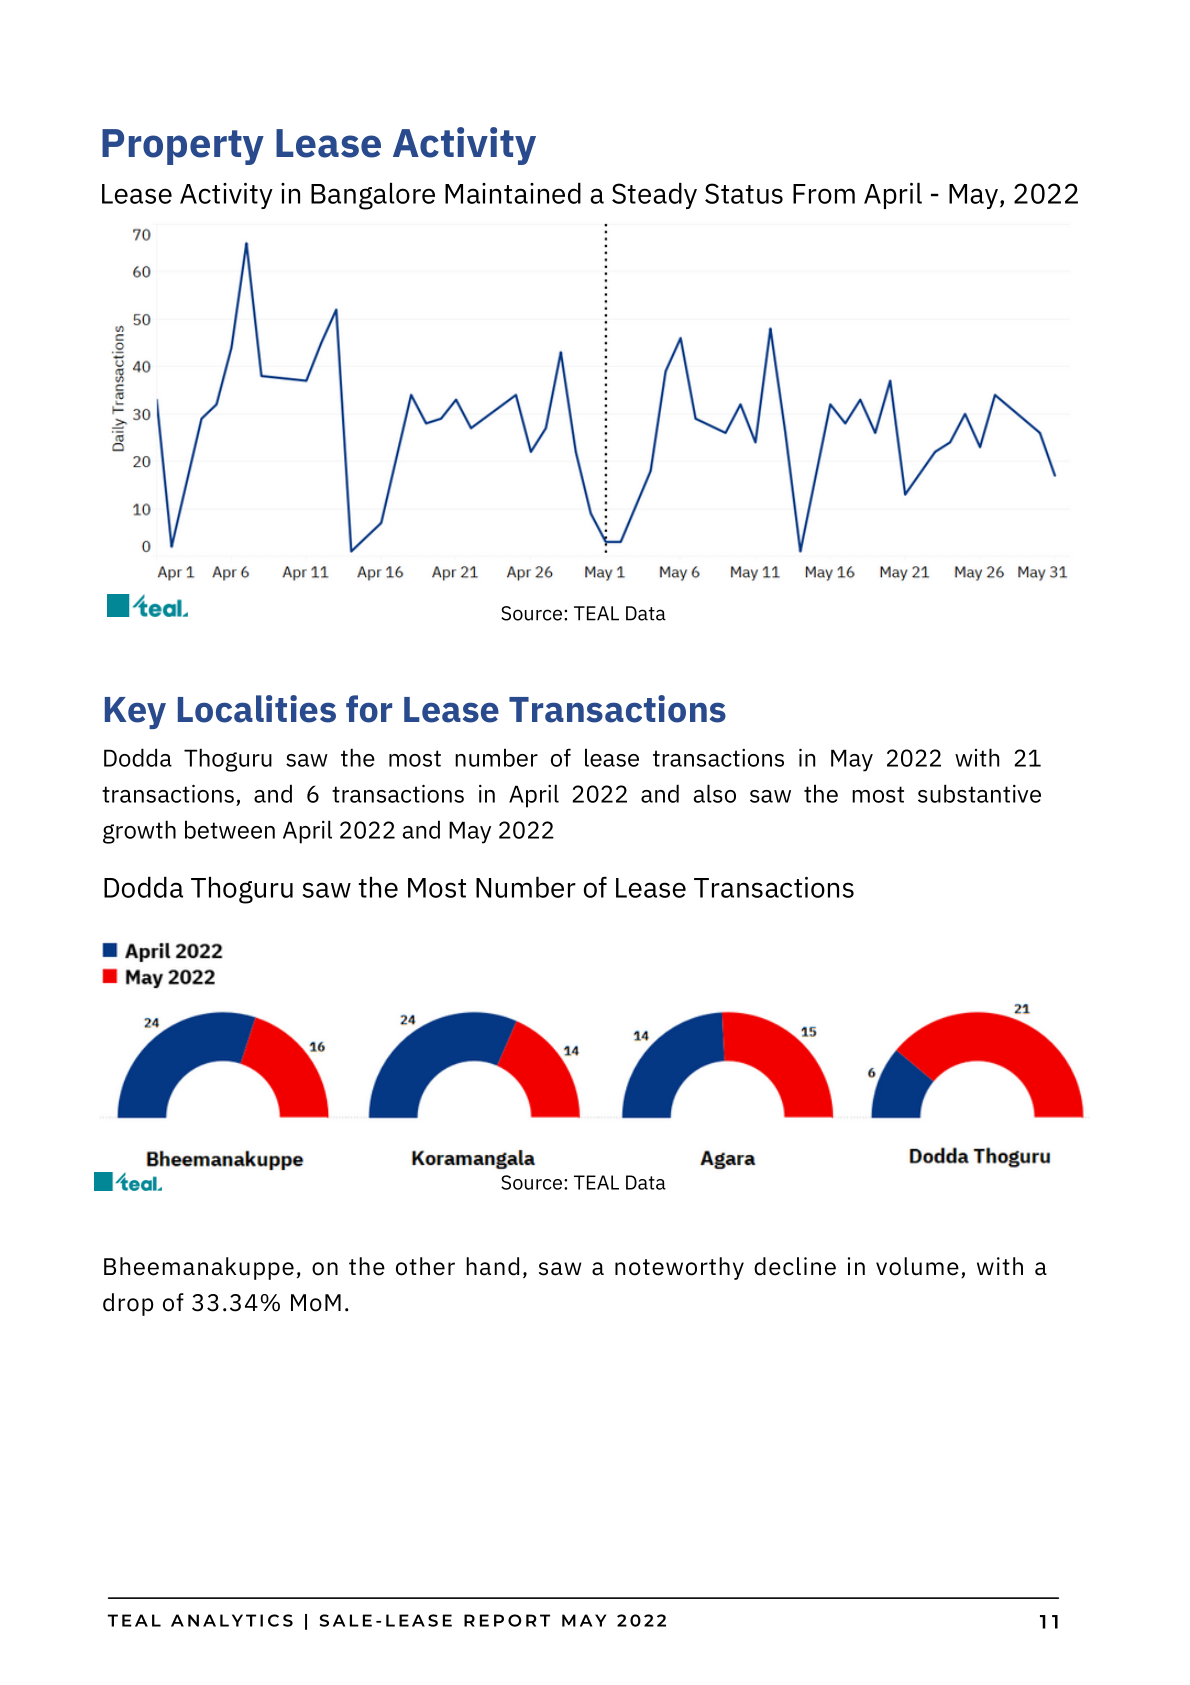 Property Lease Activity
Lease Activity in Bangalore Maintained a Steady Status From April - May, 2022
70
60
50
40
30
20
10
0
Daily Transactions
Apr 1 Apr 6 Apr 11 Apr 16 Apr 21 Apr 26 May 1 May 6 May 11 May 16 May 21 May 26 May 31
teal.
Source: TEAL Data
Key Localities for Lease Transactions
Dodda Thoguru saw the most number of lease transactions in May 2022 with 21
transactions, and 6 transactions in April 2022 and also saw the most substantive
growth between April 2022 and May 2022
Dodda Thoguru saw the Most Number of Lease Transactions
April 2022
May 2022
24
16
24
14
14
15
6
21
Bheemanakuppe
Koramangala
Agara
Dodda Thoguru
teal.
Source: TEAL Data
Bheemanakuppe, on the other hand, saw a noteworthy decline in volume, with a
drop of 33.34% MoM.
TEAL ANALYTICS | SALE-LEASE REPORT MAY 2022
11